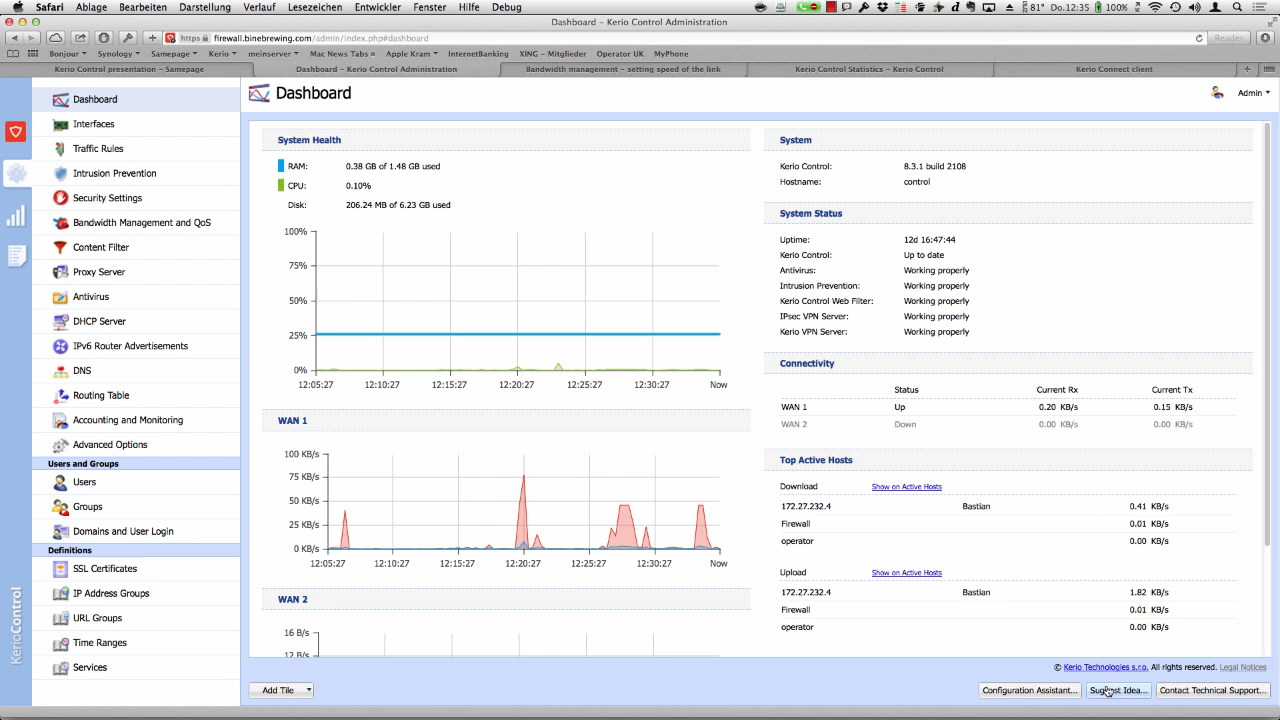 Safari Ablage Bearbeiten Darstellung Verlauf Lesezeichen Entwickler Fenster Hilfe Debug
81° Do. 12:35 100%
Dashboard – Kerio Control Administration
https firewall.binebrewing.com/admin/index.php#dashboard Reader
Bonjour Synology Samepage Kerio meinserver Mac News Tabs Apple Kram InternetBanking XING – Mitglieder Operator UK MyPhone
Kerio Control presentation – Samepage Dashboard – Kerio Control Administration Bandwidth management – setting speed of the link Kerio Control Statistics – Kerio Control Kerio Connect client
KerioControl
Dashboard
Interfaces
Traffic Rules
Intrusion Prevention
Security Settings
Bandwidth Management and QoS
Content Filter
Proxy Server
Antivirus
DHCP Server
IPv6 Router Advertisements
DNS
Routing Table
Accounting and Monitoring
Advanced Options
Users and Groups
Users
Groups
Domains and User Login
Definitions
SSL Certificates
IP Address Groups
URL Groups
Time Ranges
Services
Dashboard
Admin
System Health
RAM: 0.38 GB of 1.48 GB used
CPU: 0.10%
Disk: 206.24 MB of 6.23 GB used
100%
75%
50%
25%
0%
12:05:27 12:10:27 12:15:27 12:20:27 12:25:27 12:30:27 Now
WAN 1
100 KB/s
75 KB/s
50 KB/s
25 KB/s
0 KB/s
12:05:27 12:10:27 12:15:27 12:20:27 12:25:27 12:30:27 Now
WAN 2
16 B/s
12 B/s
System
Kerio Control: 8.3.1 build 2108
Hostname: control
System Status
Uptime: 12d 16:47:44
Kerio Control: Up to date
Antivirus: Working properly
Intrusion Prevention: Working properly
Kerio Control Web Filter: Working properly
IPsec VPN Server: Working properly
Kerio VPN Server: Working properly
Connectivity
Status Current Rx Current Tx
WAN 1 Up 0.20 KB/s 0.15 KB/s
WAN 2 Down 0.00 KB/s 0.00 KB/s
Top Active Hosts
Download Show on Active Hosts
172.27.232.4 Bastian 0.41 KB/s
Firewall 0.01 KB/s
operator 0.00 KB/s
Upload Show on Active Hosts
172.27.232.4 Bastian 1.82 KB/s
Firewall 0.01 KB/s
operator 0.00 KB/s
© Kerio Technologies s.r.o. All rights reserved. Legal Notices
Add Tile Configuration Assistant... Suggest Idea... Contact Technical Support...